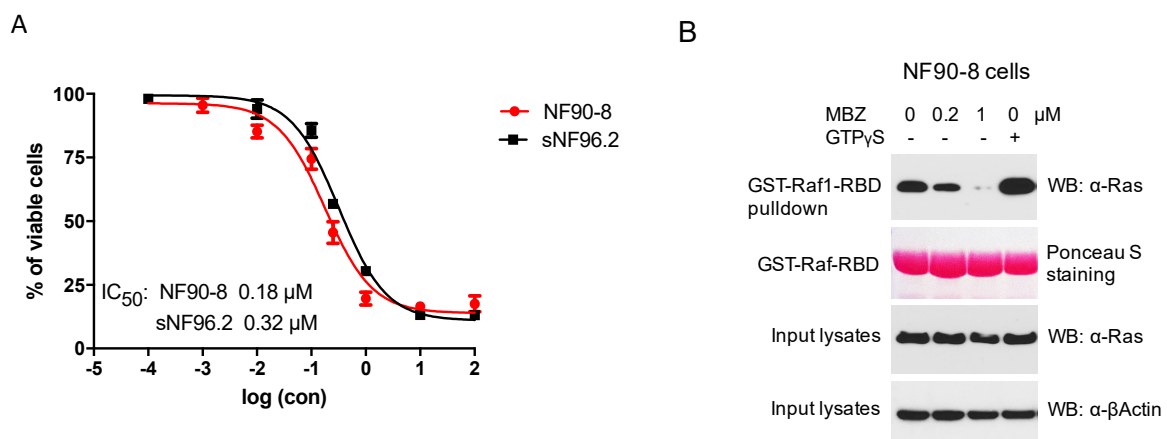 A
100
75
50
25
0
% of viable cells
-5 -4 -3 -2 -1 0 1 2
log (con)
IC50: NF90-8 0.18 µM
sNF96.2 0.32 µM
NF90-8
sNF96.2
B
NF90-8 cells
MBZ 0 0.2 1 0 µM
GTPγS - - - +
GST-Raf1-RBD
pulldown
WB: α-Ras
GST-Raf-RBD
Ponceau S
staining
Input lysates WB: α-Ras
Input lysates WB: α-βActin